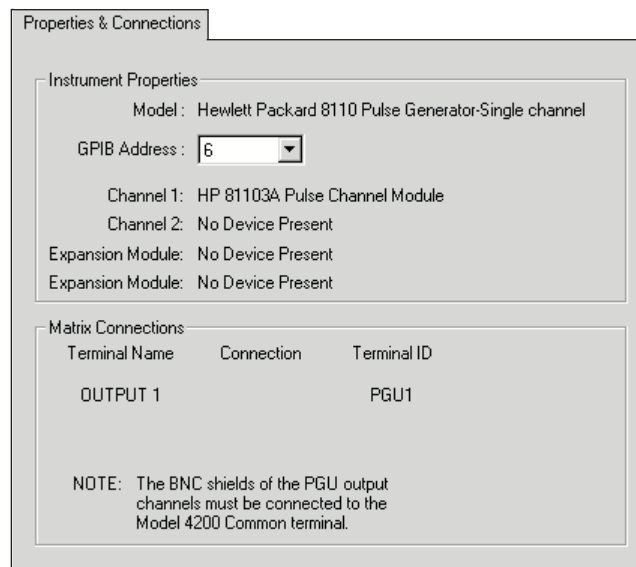 Properties & Connections
Instrument Properties
Model : Hewlett Packard 8110 Pulse Generator-Single channel
GPIB Address : 6
Channel 1: HP 81103A Pulse Channel Module
Channel 2: No Device Present
Expansion Module: No Device Present
Expansion Module: No Device Present
Matrix Connections
Terminal Name Connection Terminal ID
OUTPUT 1 PGU1
NOTE: The BNC shields of the PGU output
channels must be connected to the
Model 4200 Common terminal.